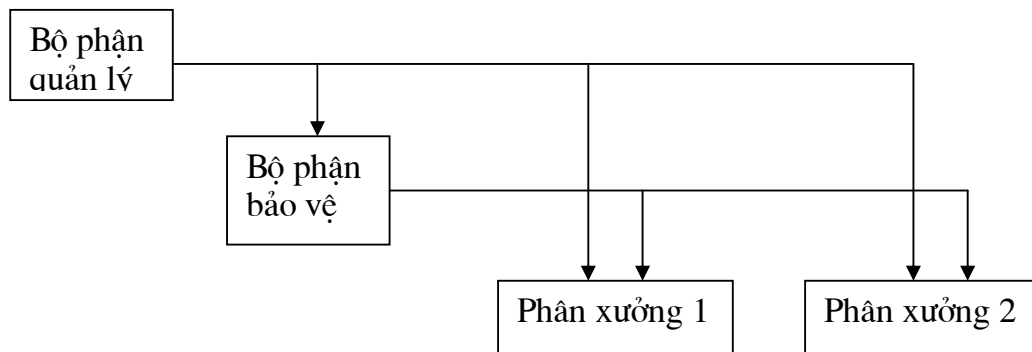 Bộ phận
quản lý
Bộ phận
bảo vệ
Phân xưởng 1
Phân xưởng 2